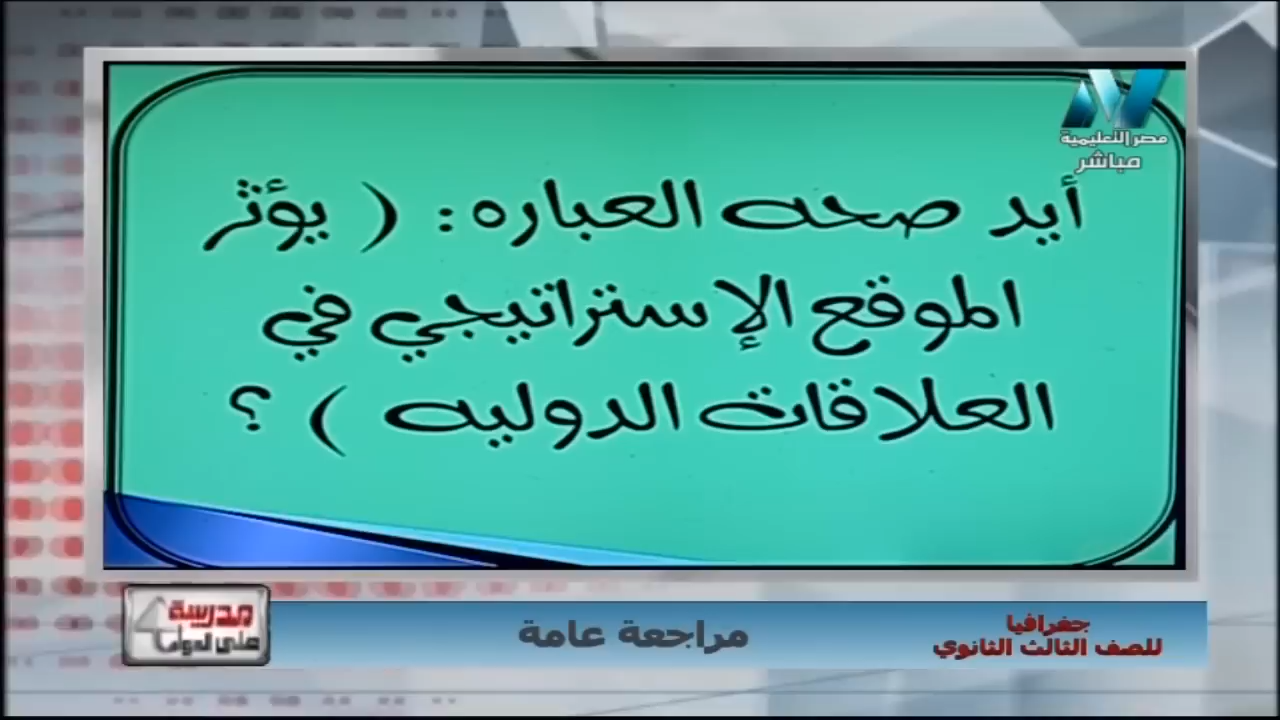 مصر التعليمية
مباشر
أيد صحه العباره : ( يؤثر
الموقع الإستراتيجي في
العلاقات الدوليه ) ؟
جغرافيا
للصف الثالث الثانوي
مراجعة عامة
مدرسة
على الهواء